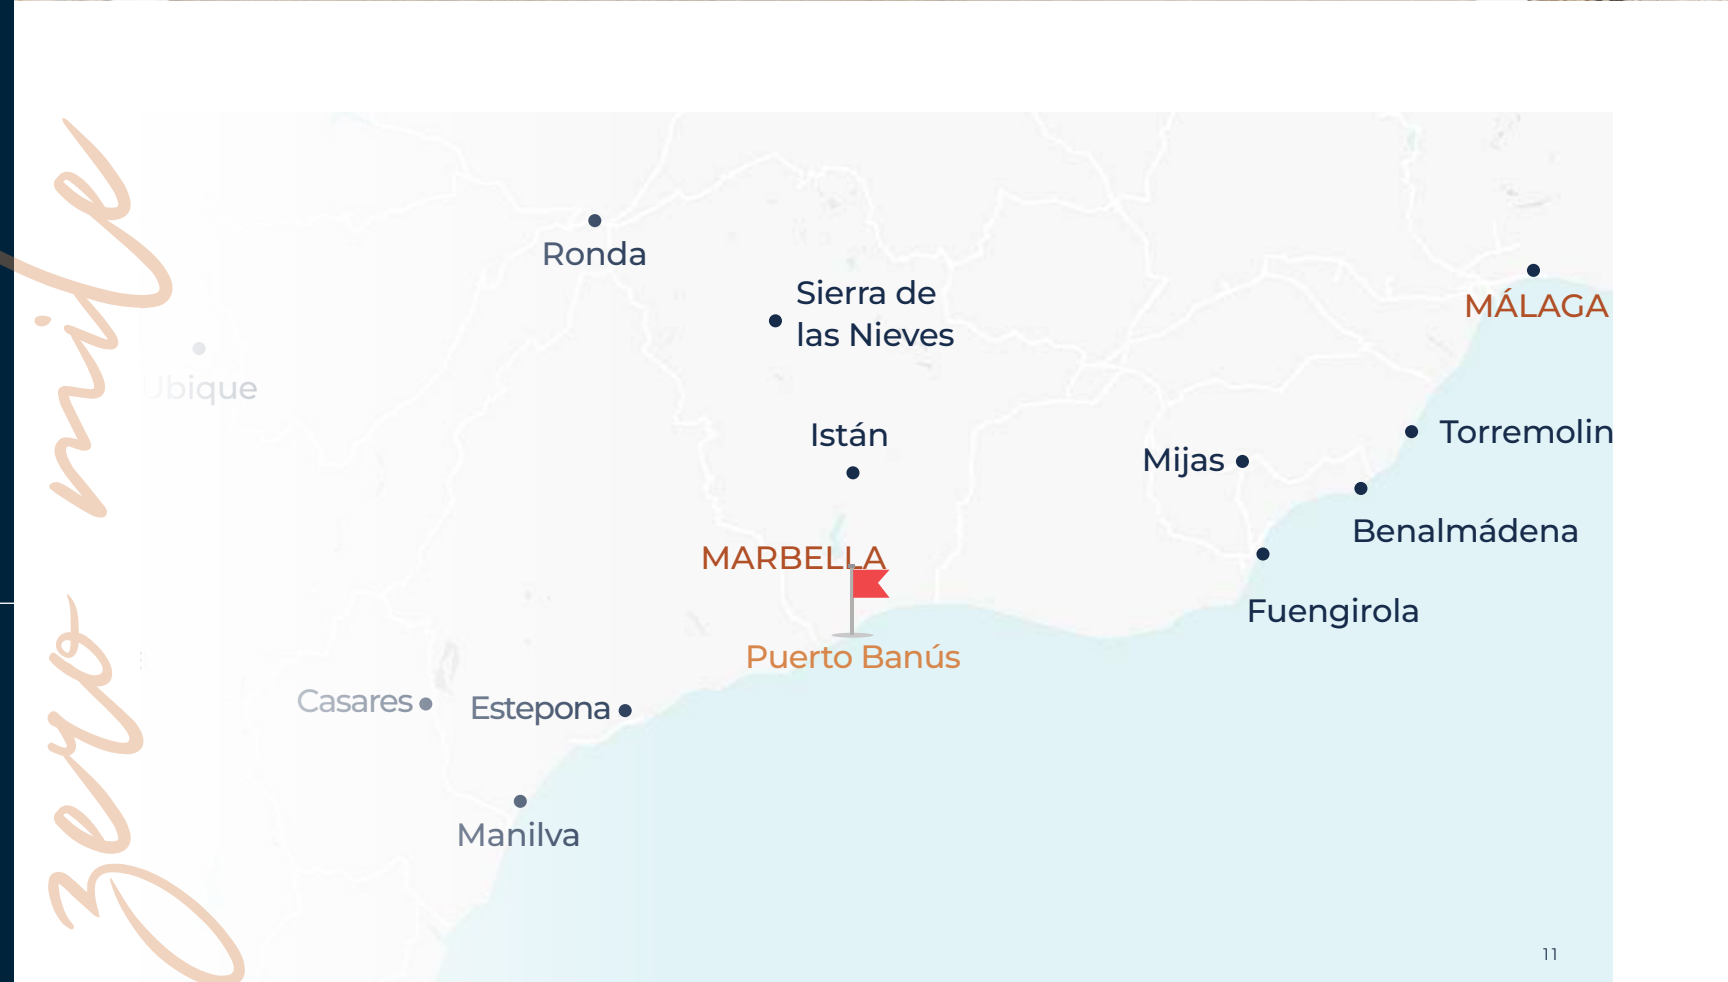 zero mile
Ronda
Sierra de
las Nieves
MÁLAGA
Ubique
Istán
Torremolin
Mijas
Benalmádena
MARBELLA
Fuengirola
Puerto Banús
Casares
Estepona
Manilva
11